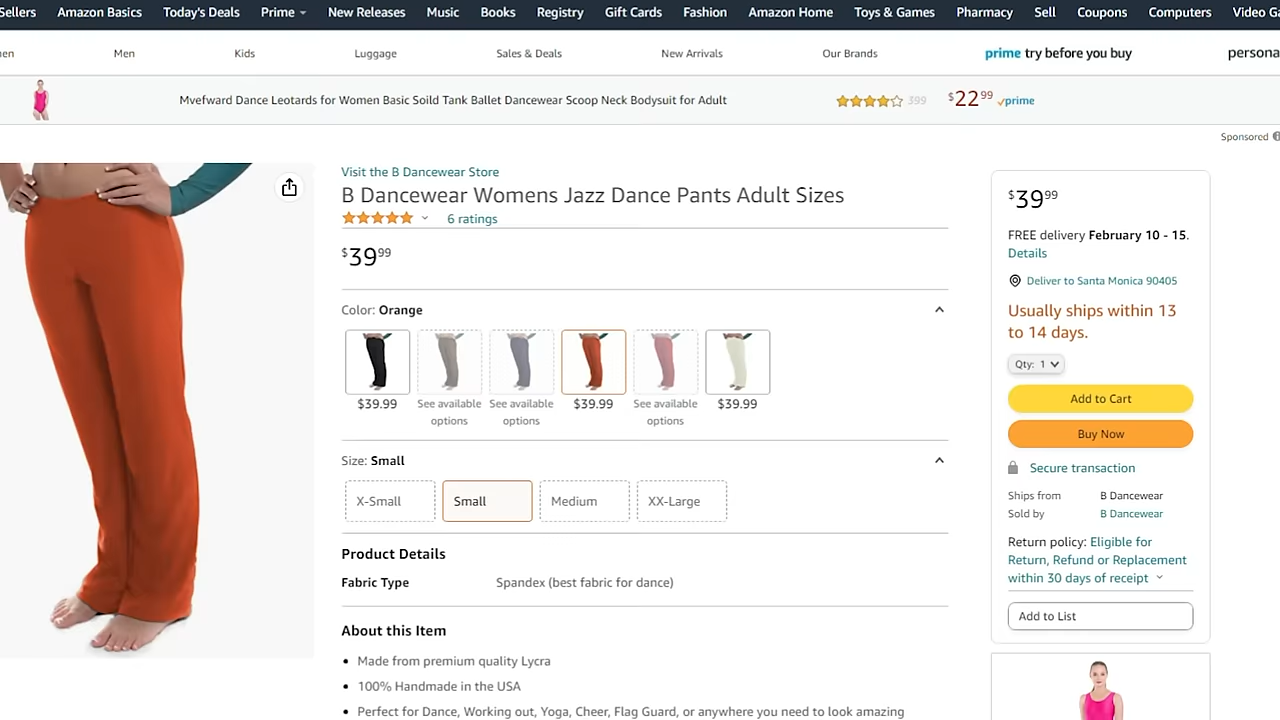 Sellers Amazon Basics Today's Deals Prime New Releases Music Books Registry Gift Cards Fashion Amazon Home Toys & Games Pharmacy Sell Coupons Computers Video Ga
en Men Kids Luggage Sales & Deals New Arrivals Our Brands prime try before you buy persona
Mvefward Dance Leotards for Women Basic Soild Tank Ballet Dancewear Scoop Neck Bodysuit for Adult 399 $22 99 prime
Sponsored
Visit the B Dancewear Store
B Dancewear Womens Jazz Dance Pants Adult Sizes
6 ratings
$39 99
Color: Orange
$39.99 See available options See available options $39.99 See available options $39.99
Size: Small
X-Small Small Medium XX-Large
Product Details
Fabric Type Spandex (best fabric for dance)
About this Item
• Made from premium quality Lycra
• 100% Handmade in the USA
• Perfect for Dance, Working out, Yoga, Cheer, Flag Guard, or anywhere you need to look amazing
$39 99
FREE delivery February 10 - 15.
Details
Deliver to Santa Monica 90405
Usually ships within 13
to 14 days.
Qty: 1
Add to Cart
Buy Now
Secure transaction
Ships from B Dancewear
Sold by B Dancewear
Return policy: Eligible for
Return, Refund or Replacement
within 30 days of receipt
Add to List